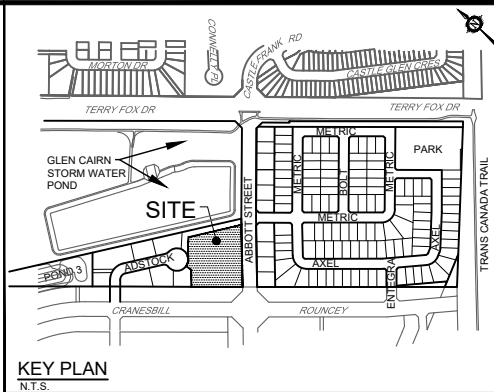 CONNELLY PL
CASTLE FRANK RD
MORTON DR
CASTLE GLEN CRES
TERRY FOX DR
TERRY FOX DR
METRIC
PARK
GLEN CAIRN
STORM WATER
POND
METRIC
BOLT
METRIC
TRANS CANADA TRAIL
SITE
ABBOTT STREET
METRIC
AXEL
POND 3
ADSTOCK
AXEL
ENTEGRA
CRANESBILL
ROUNCEY
KEY PLAN
N.T.S.